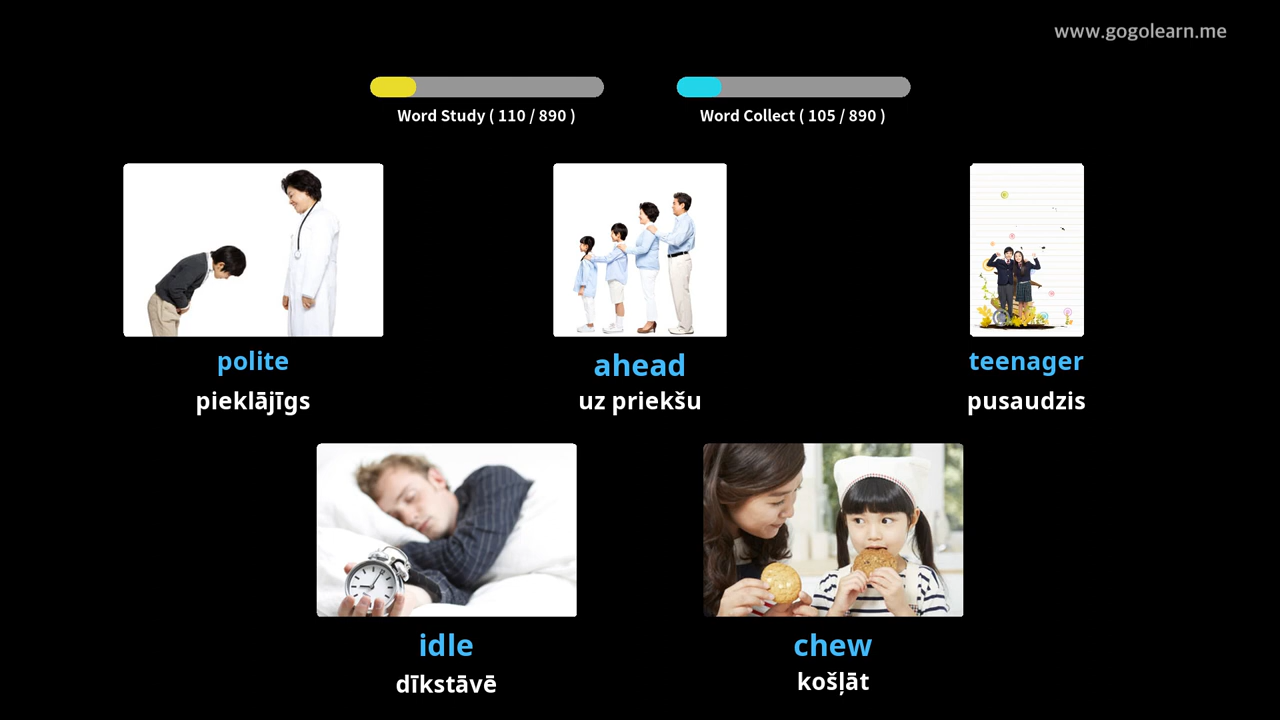 www.gogolearn.me
Word Study ( 110 / 890 )
Word Collect ( 105 / 890 )
polite
pieklājīgs
ahead
uz priekšu
teenager
pusaudzis
idle
dīkstāvē
chew
košļāt